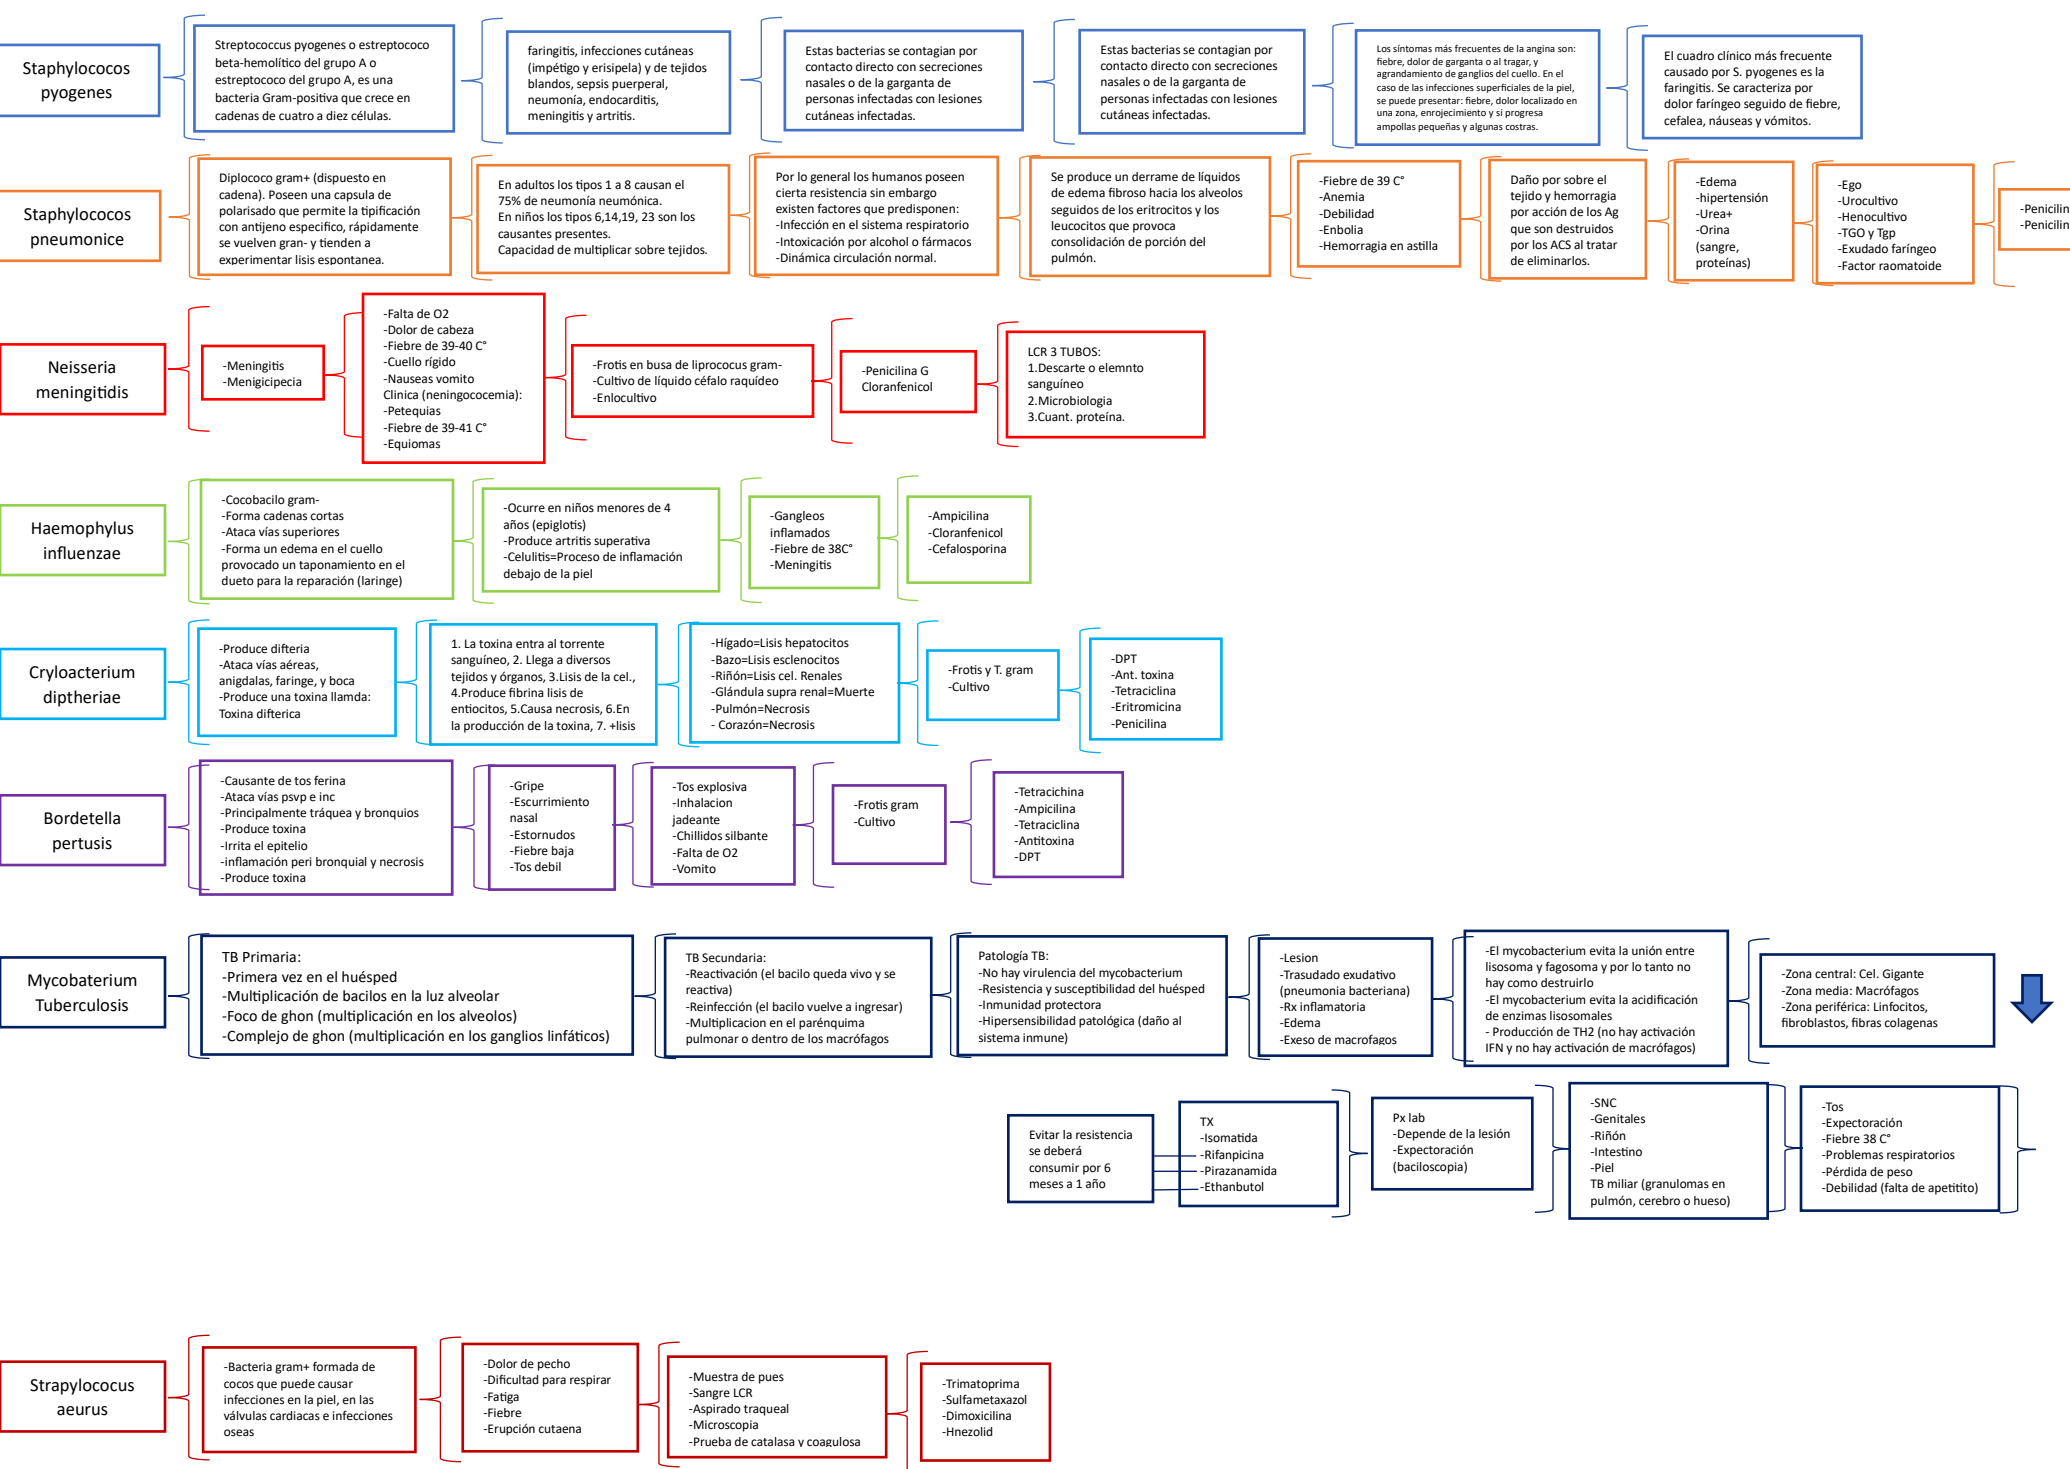 Staphylococos
pyogenes
Streptococcus pyogenes o estreptococo
beta-hemolítico del grupo A o
estreptococo del grupo A, es una
bacteria Gram-positiva que crece en
cadenas de cuatro a diez células.
faringitis, infecciones cutáneas
(impétigo y erisipela) y de tejidos
blandos, sepsis puerperal,
neumonía, endocarditis,
meningitis y artritis.
Estas bacterias se contagian por
contacto directo con secreciones
nasales o de la garganta de
personas infectadas con lesiones
cutáneas infectadas.
Estas bacterias se contagian por
contacto directo con secreciones
nasales o de la garganta de
personas infectadas con lesiones
cutáneas infectadas.
Los síntomas más frecuentes de la angina son:
fiebre, dolor de garganta o al tragar, y
agrandamiento de ganglios del cuello. En el
caso de las infecciones superficiales de la piel,
se puede presentar: fiebre, dolor localizado en
una zona, enrojecimiento y si progresa
ampollas pequeñas y algunas costras.
El cuadro clínico más frecuente
causado por S. pyogenes es la
faringitis. Se caracteriza por
dolor faríngeo seguido de fiebre,
cefalea, náuseas y vómitos.
Staphylococos
pneumonice
Diplococo gram+ (dispuesto en
cadena). Poseen una capsula de
polarisado que permite la tipificación
con antijeno especifico, rápidamente
se vuelven gran- y tienden a
experimentar lisis espontanea.
En adultos los tipos 1 a 8 causan el
75% de neumonía neumónica.
En niños los tipos 6,14,19, 23 son los
causantes presentes.
Capacidad de multiplicar sobre tejidos.
Por lo general los humanos poseen
cierta resistencia sin embargo
existen factores que predisponen:
-Infección en el sistema respiratorio
-Intoxicación por alcohol o fármacos
-Dinámica circulación normal.
Se produce un derrame de líquidos
de edema fibroso hacia los alveolos
seguidos de los eritrocitos y los
leucocitos que provoca
consolidación de porción del
pulmón.
-Fiebre de 39 C°
-Anemia
-Debilidad
-Enbolia
-Hemorragia en astilla
Daño por sobre el
tejido y hemorragia
por acción de los Ag
que son destruidos
por los ACS al tratar
de eliminarlos.
-Edema
-hipertensión
-Urea+
-Orina
(sangre,
proteínas)
-Ego
-Urocultivo
-Henocultivo
-TGO y Tgp
-Exudado faríngeo
-Factor raomatoide
-Penicilin
-Penicilin
Neisseria
meningitidis
-Meningitis
-Menigicipecia
-Falta de O2
-Dolor de cabeza
-Fiebre de 39-40 C°
-Cuello rígido
-Nauseas vomito
Clinica (neningococemia):
-Petequias
-Fiebre de 39-41 C°
-Equiomas
-Frotis en busa de liprococus gram-
-Cultivo de líquido céfalo raquídeo
-Enlocultivo
-Penicilina G
Cloranfenicol
LCR 3 TUBOS:
1.Descarte o elemnto
sanguíneo
2.Microbiologia
3.Cuant. proteína.
Haemophylus
influenzae
-Cocobacilo gram-
-Forma cadenas cortas
-Ataca vías superiores
-Forma un edema en el cuello
provocado un taponamiento en el
dueto para la reparación (laringe)
-Ocurre en niños menores de 4
años (epiglotis)
-Produce artritis superativa
-Celulitis=Proceso de inflamación
debajo de la piel
-Gangleos
inflamados
-Fiebre de 38C°
-Meningitis
-Ampicilina
-Cloranfenicol
-Cefalosporina
Cryloacterium
diptheriae
-Produce difteria
-Ataca vías aéreas,
anigdalas, faringe, y boca
-Produce una toxina llamda:
Toxina difterica
1. La toxina entra al torrente
sanguíneo, 2. Llega a diversos
tejidos y órganos, 3.Lisis de la cel.,
4.Produce fibrina lisis de
entiocitos, 5.Causa necrosis, 6.En
la producción de la toxina, 7. +lisis
-Hígado=Lisis hepatocitos
-Bazo=Lisis esclenocitos
-Riñón=Lisis cel. Renales
-Glándula supra renal=Muerte
-Pulmón=Necrosis
- Corazón=Necrosis
-Frotis y T. gram
-Cultivo
-DPT
-Ant. toxina
-Tetraciclina
-Eritromicina
-Penicilina
Bordetella
pertusis
-Causante de tos ferina
-Ataca vías psvp e inc
-Principalmente tráquea y bronquios
-Produce toxina
-Irrita el epitelio
-inflamación peri bronquial y necrosis
-Produce toxina
-Gripe
-Escurrimiento
nasal
-Estornudos
-Fiebre baja
-Tos debil
-Tos explosiva
-Inhalacion
jadeante
-Chillidos silbante
-Falta de O2
-Vomito
-Frotis gram
-Cultivo
-Tetracichina
-Ampicilina
-Tetraciclina
-Antitoxina
-DPT
Mycobaterium
Tuberculosis
TB Primaria:
-Primera vez en el huésped
-Multiplicación de bacilos en la luz alveolar
-Foco de ghon (multiplicación en los alveolos)
-Complejo de ghon (multiplicación en los ganglios linfáticos)
TB Secundaria:
-Reactivación (el bacilo queda vivo y se
reactiva)
-Reinfección (el bacilo vuelve a ingresar)
-Multiplicacion en el parénquima
pulmonar o dentro de los macrófagos
Patología TB:
-No hay virulencia del mycobacterium
-Resistencia y susceptibilidad del huésped
-Inmunidad protectora
-Hipersensibilidad patológica (daño al
sistema inmune)
-Lesion
-Trasudado exudativo
(pneumonia bacteriana)
-Rx inflamatoria
-Edema
-Exeso de macrofagos
-El mycobacterium evita la unión entre
lisosoma y fagosoma y por lo tanto no
hay como destruirlo
-El mycobacterium evita la acidificación
de enzimas lisosomales
- Producción de TH2 (no hay activación
IFN y no hay activación de macrófagos)
-Zona central: Cel. Gigante
-Zona media: Macrófagos
-Zona periférica: Linfocitos,
fibroblastos, fibras colagenas
Evitar la resistencia
se deberá
consumir por 6
meses a 1 año
TX
-Isomatida
-Rifanpicina
-Pirazanamida
-Ethanbutol
Px lab
-Depende de la lesión
-Expectoración
(baciloscopia)
-SNC
-Genitales
-Riñón
-Intestino
-Piel
TB miliar (granulomas en
pulmón, cerebro o hueso)
-Tos
-Expectoración
-Fiebre 38 C°
-Problemas respiratorios
-Pérdida de peso
-Debilidad (falta de apetitito)
Strapylococus
aeurus
-Bacteria gram+ formada de
cocos que puede causar
infecciones en la piel, en las
válvulas cardiacas e infecciones
oseas
-Dolor de pecho
-Dificultad para respirar
-Fatiga
-Fiebre
-Erupción cutaena
-Muestra de pues
-Sangre LCR
-Aspirado traqueal
-Microscopia
-Prueba de catalasa y coagulosa
-Trimatoprima
-Sulfametaxazol
-Dimoxicilina
-Hnezolid